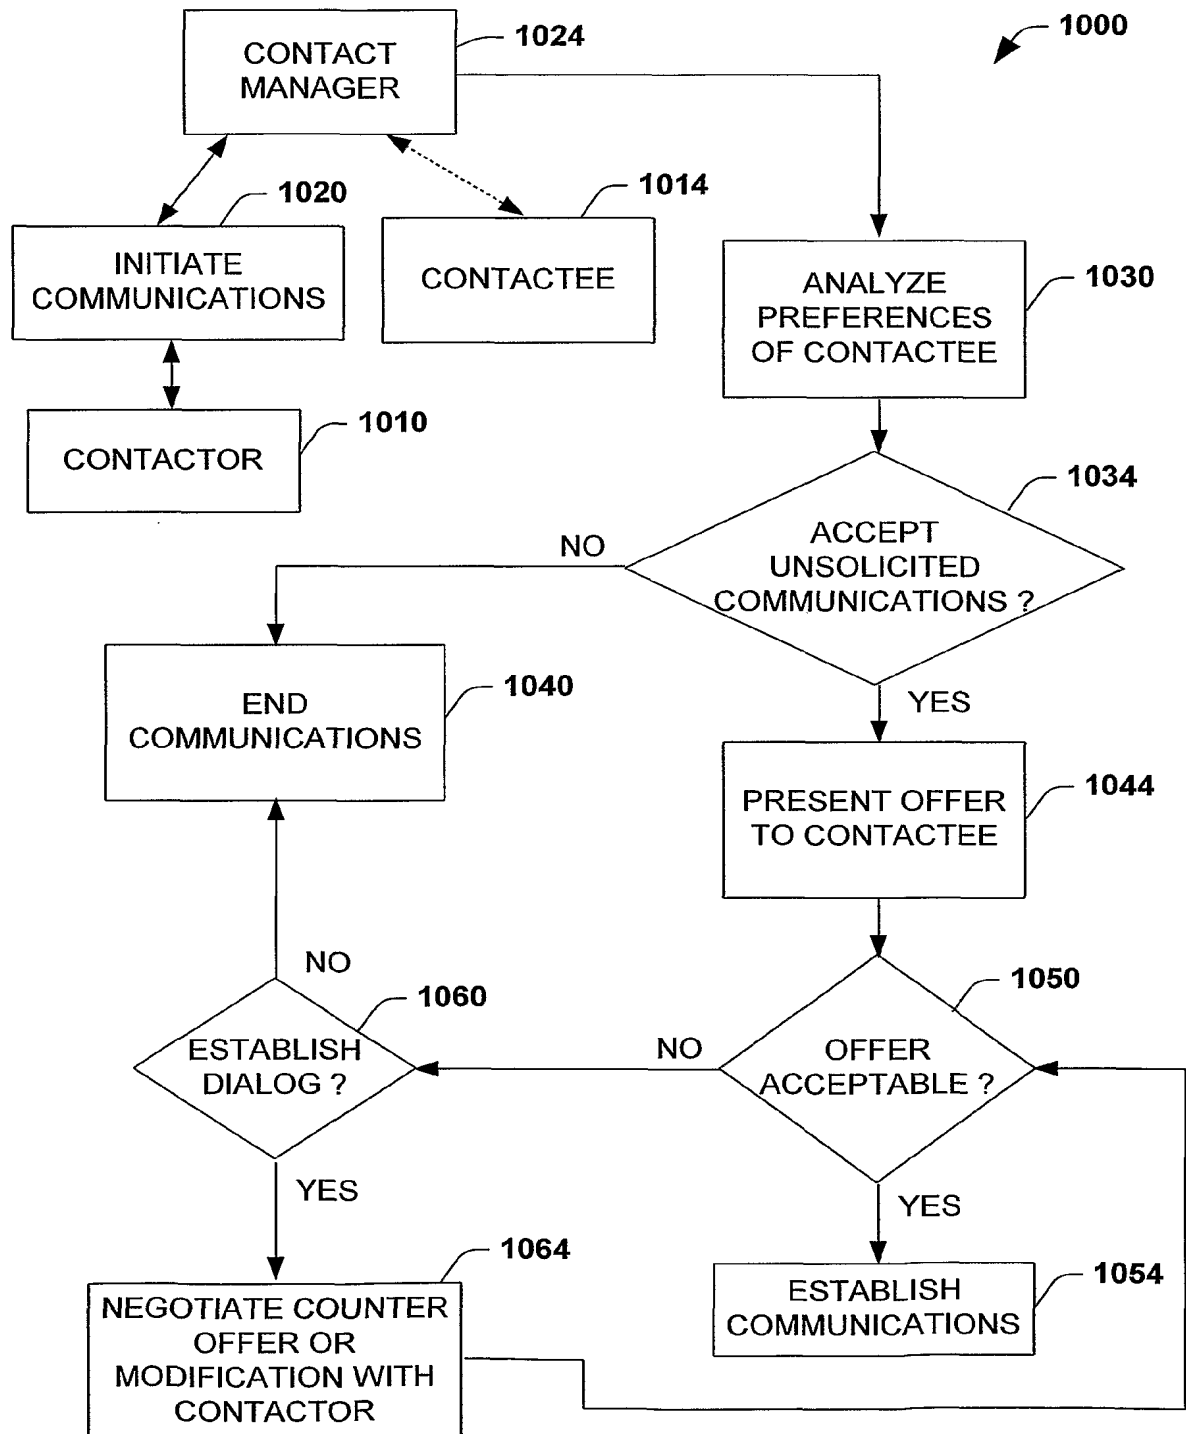 1000
CONTACT
MANAGER
1024
1020
INITIATE
COMMUNICATIONS
1014
CONTACTEE
1010
CONTACTOR
ANALYZE
PREFERENCES
OF CONTACTEE
1030
ACCEPT
UNSOLICITED
COMMUNICATIONS ?
1034
NO
YES
END
COMMUNICATIONS
1040
PRESENT OFFER
TO CONTACTEE
1044
OFFER
ACCEPTABLE ?
1050
NO
YES
ESTABLISH
DIALOG ?
1060
NO
YES
ESTABLISH
COMMUNICATIONS
1054
NEGOTIATE COUNTER
OFFER OR
MODIFICATION WITH
CONTACTOR
1064